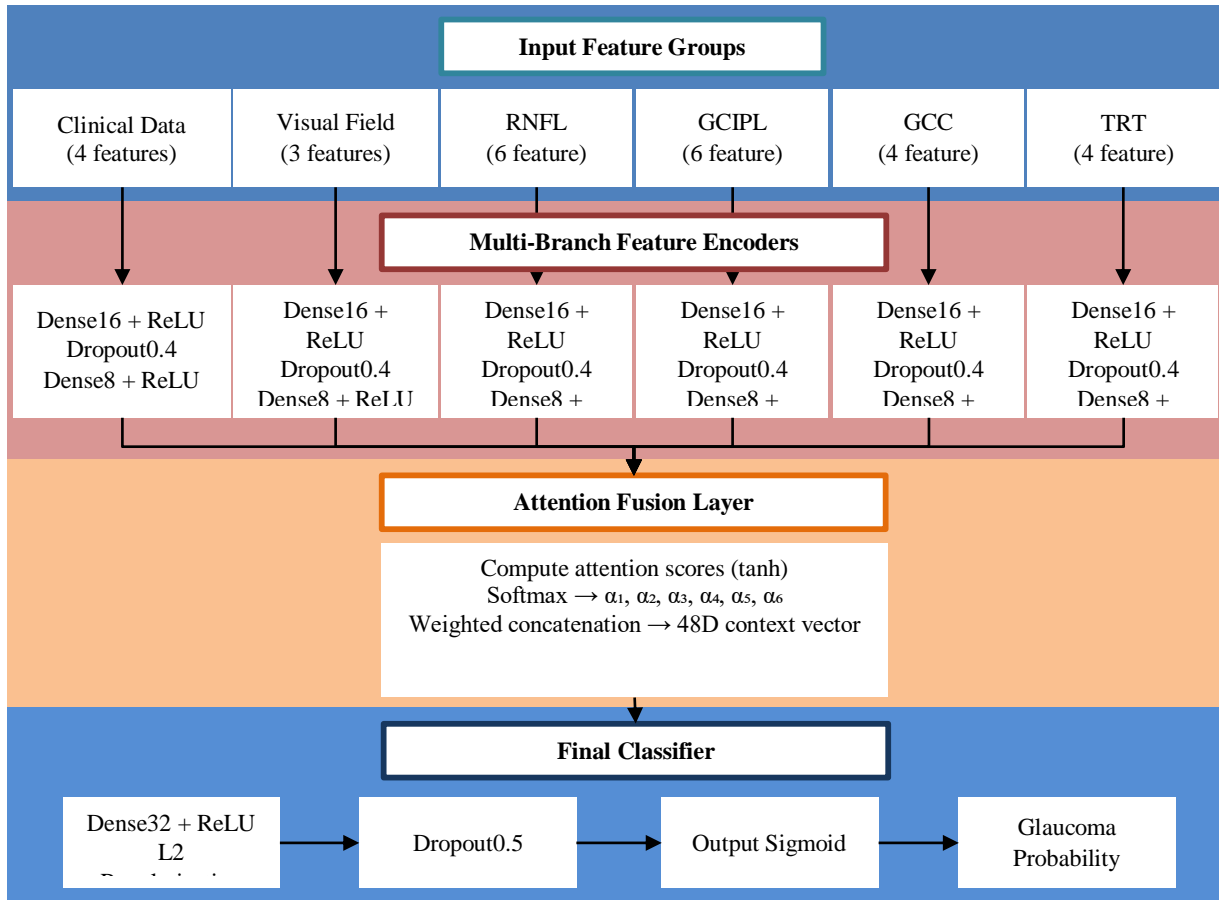 Input Feature Groups
Clinical Data
(4 features)
Visual Field
(3 features)
RNFL
(6 feature)
GCIPL
(6 feature)
GCC
(4 feature)
TRT
(4 feature)
Multi-Branch Feature Encoders
Dense16 + ReLU
Dropout0.4
Dense8 + ReLU
Dense16 +
ReLU
Dropout0.4
Dense8 + ReLU
Dense16 +
ReLU
Dropout0.4
Dense8 +
Dense16 +
ReLU
Dropout0.4
Dense8 +
Dense16 +
ReLU
Dropout0.4
Dense8 +
Dense16 +
ReLU
Dropout0.4
Dense8 +
Attention Fusion Layer
Compute attention scores (tanh)
Softmax → α₁, α₂, α₃, α₄, α₅, α₆
Weighted concatenation → 48D context vector
Final Classifier
Dense32 + ReLU
L2
Dropout0.5
Output Sigmoid
Glaucoma
Probability